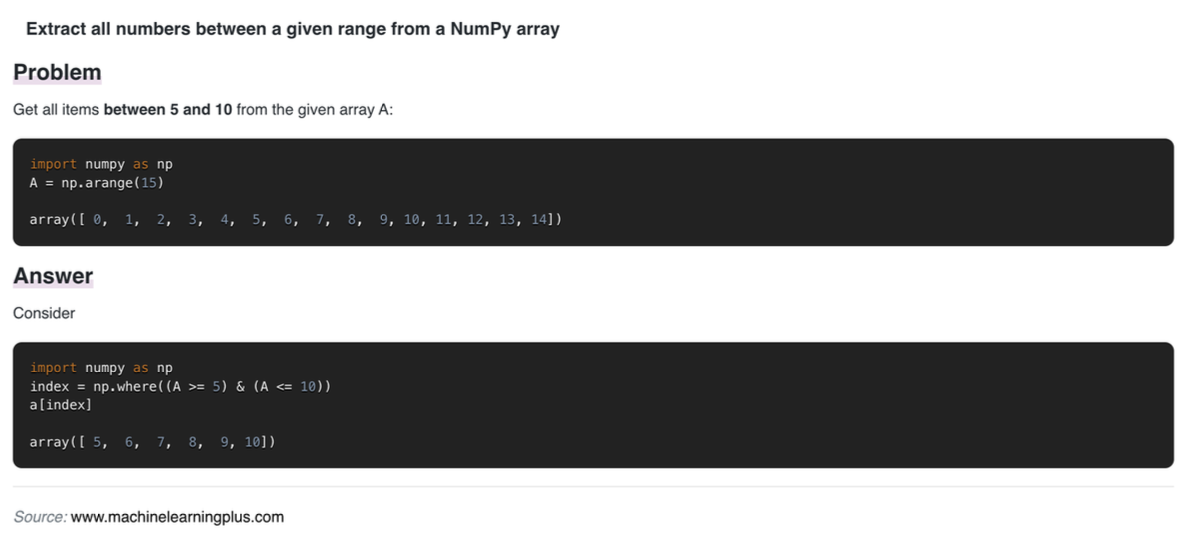 Extract all numbers between a given range from a NumPy array
Problem
Get all items between 5 and 10 from the given array A:
import numpy as np
A = np.arange(15)
array([ 0,  1,  2,  3,  4,  5,  6,  7,  8,  9, 10, 11, 12, 13, 14])
Answer
Consider
import numpy as np
index = np.where((A >= 5) & (A <= 10))
a[index]
array([ 5,  6,  7,  8,  9, 10])
Source: www.machinelearningplus.com